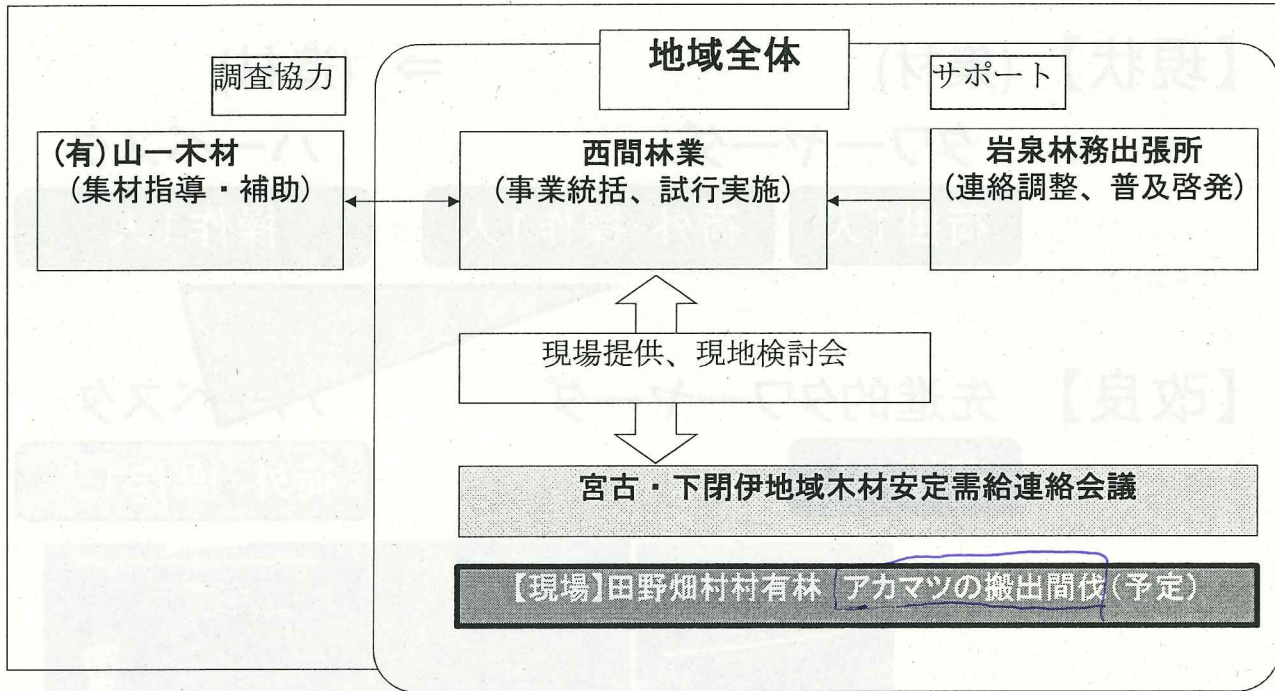 地域全体
調査協力
サポート
(有)山一木材
(集材指導・補助)
西間林業
(事業統括、試行実施)
岩泉林務出張所
(連絡調整、普及啓発)
現場提供、現地検討会
宮古・下閉伊地域木材安定需給連絡会議
【現場】田野畑村村有林 アカマツの搬出間伐(予定)